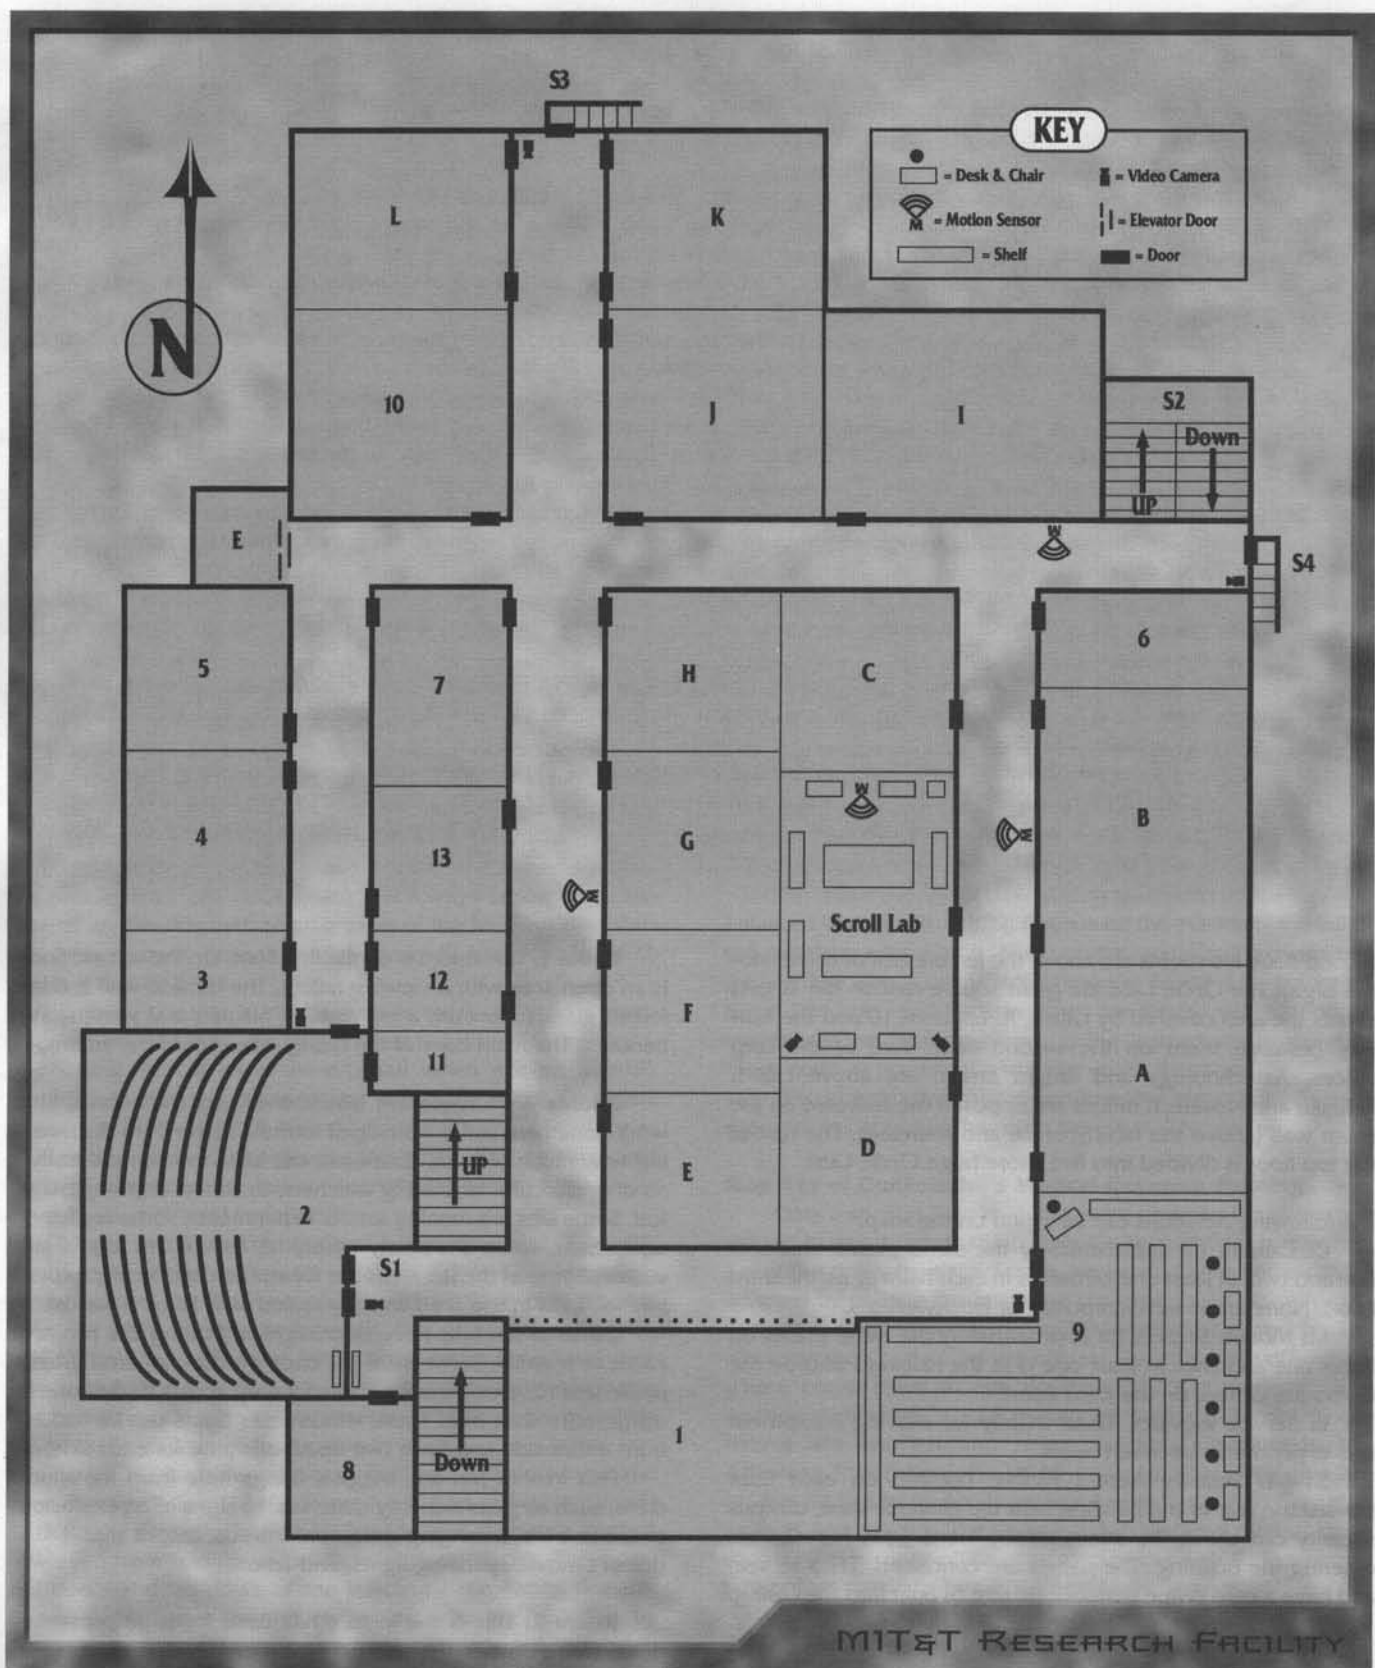 S3
KEY
= Desk & Chair
= Video Camera
M = Motion Sensor
= Elevator Door
= Shelf
= Door
N
L
K
10
J
I
S2
UP
Down
E
M
S4
5
7
H
C
6
4
13
G
M
M
B
M
Scroll Lab
3
12
F
11
A
UP
E
D
2
S1
9
1
8
Down
MIT&T RESEARCH FACILITY